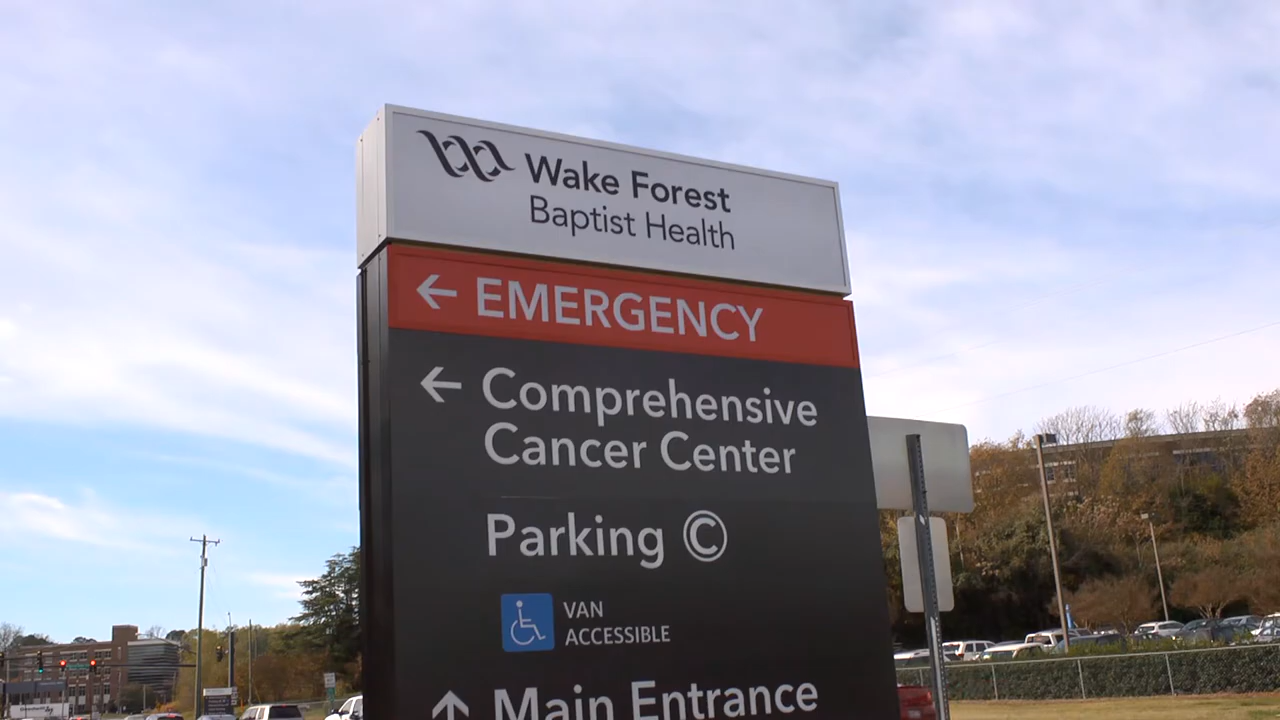 Wake Forest
Baptist Health
← EMERGENCY
← Comprehensive
Cancer Center
Parking Ⓒ
VAN
ACCESSIBLE
↑ Main Entrance